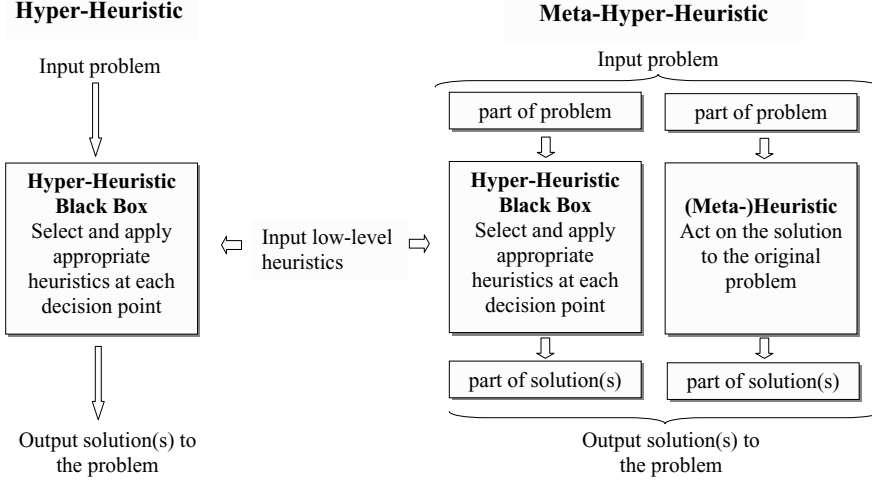 Hyper-Heuristic
Input problem
Hyper-Heuristic
Black Box
Select and apply
appropriate
heuristics at each
decision point
Output solution(s) to
the problem
Input low-level
heuristics
Meta-Hyper-Heuristic
Input problem
part of problem
part of problem
Hyper-Heuristic
Black Box
Select and apply
appropriate
heuristics at each
decision point
(Meta-)Heuristic
Act on the solution
to the original
problem
part of solution(s)
part of solution(s)
Output solution(s) to
the problem